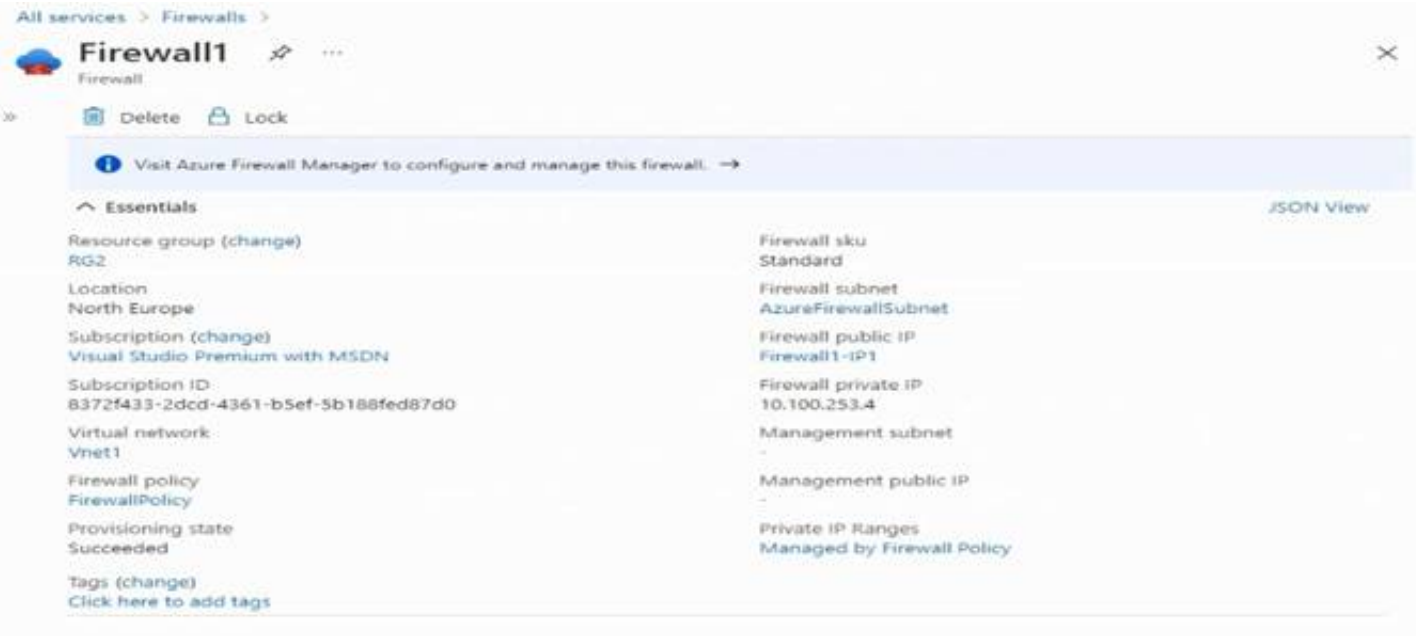 All services > Firewalls >
Firewall1 ...
Firewall
» Delete Lock
Visit Azure Firewall Manager to configure and manage this firewall. →
Essentials JSON View
Resource group (change)
RG2
Location
North Europe
Subscription (change)
Visual Studio Premium with MSDN
Subscription ID
8372f433-2dcd-4361-b5ef-5b188fed87d0
Virtual network
Vnet1
Firewall policy
FirewallPolicy
Provisioning state
Succeeded
Tags (change)
Click here to add tags
Firewall sku
Standard
Firewall subnet
AzureFirewallSubnet
Firewall public IP
Firewall1-IP1
Firewall private IP
10.100.253.4
Management subnet
-
Management public IP
-
Private IP Ranges
Managed by Firewall Policy